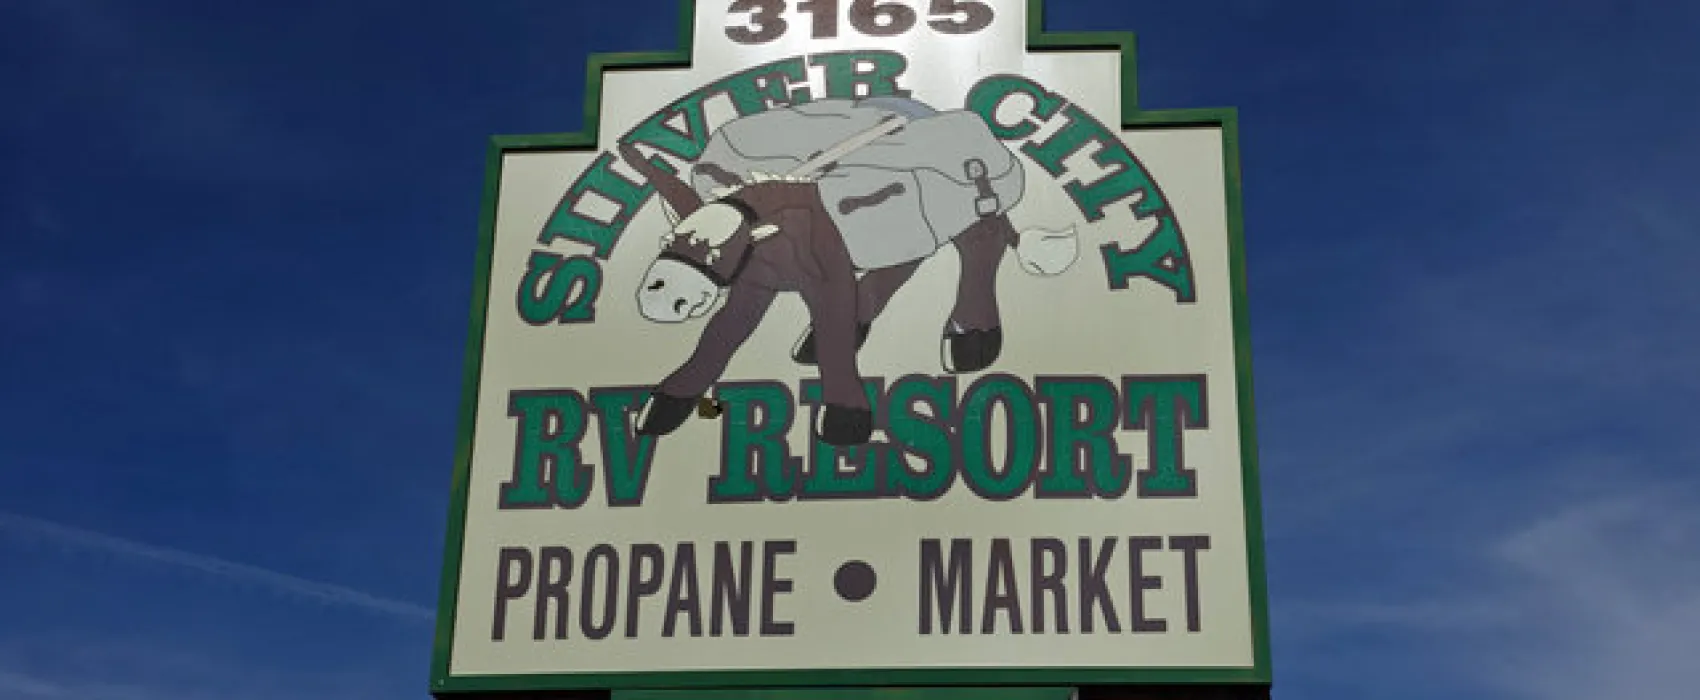 3165
SILVER CITY
RV RESORT
PROPANE • MARKET